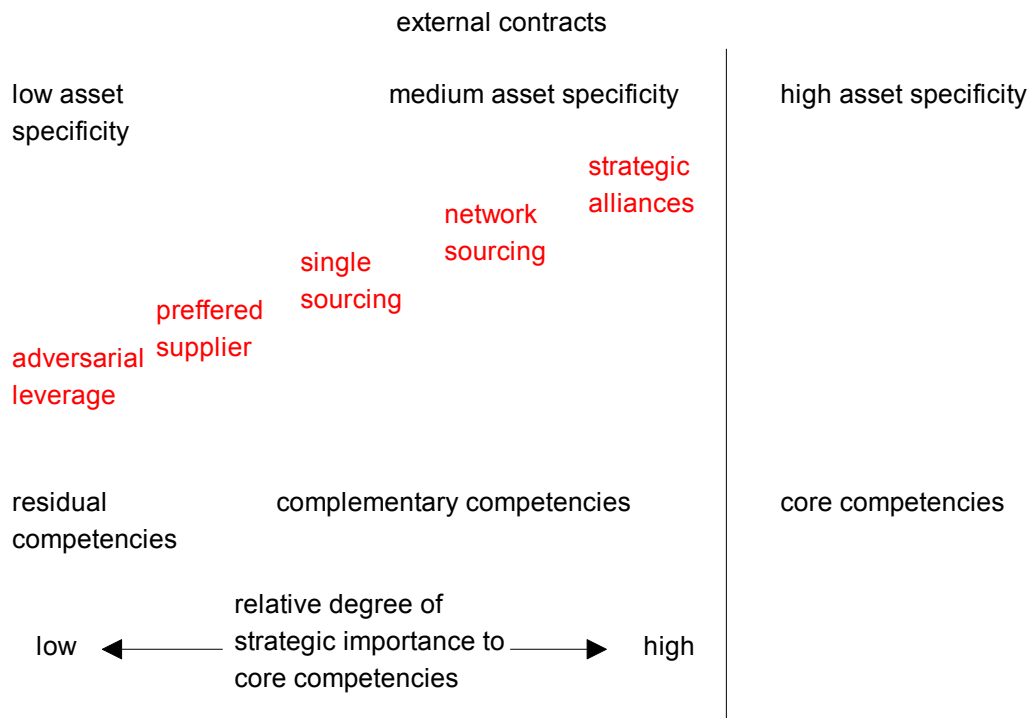 external contracts
low asset
specificity
medium asset specificity
high asset specificity
strategic
alliances
network
sourcing
single
sourcing
preffered
supplier
adversarial
leverage
residual
competencies
complementary competencies
core competencies
relative degree of
strategic importance to
core competencies
low
high